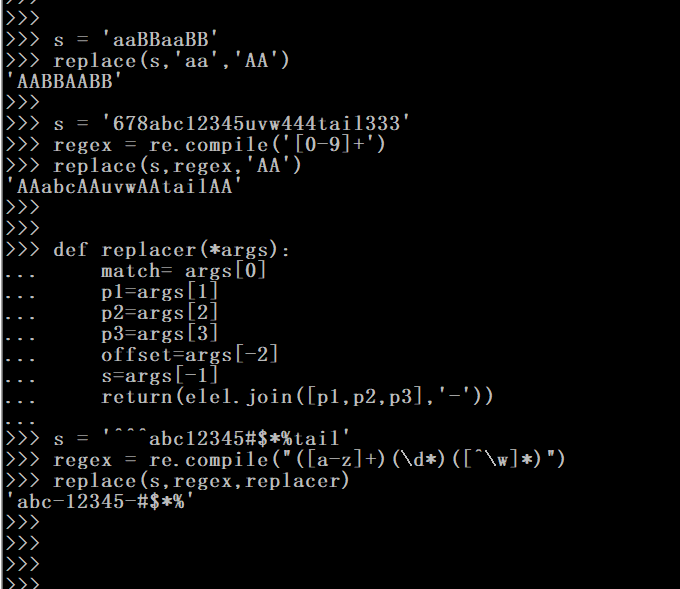 >>>
>>>
>>> s = 'aaBBaaBB'
>>> replace(s,'aa','AA')
'AABBAABB'
>>>
>>> s = '678abc12345uvw444tail333'
>>> regex = re.compile('[0-9]+')
>>> replace(s,regex,'AA')
'AAabcAAuvwAAtailAA'
>>>
>>>
>>> def replacer(*args):
...     match= args[0]
...     p1=args[1]
...     p2=args[2]
...     p3=args[3]
...     offset=args[-2]
...     s=args[-1]
...     return(elel.join([p1,p2,p3],'-'))
...
>>> s = '^^^abc12345#$*%tail'
>>> regex = re.compile("([a-z]+)(\d*)([^\w]*)")
>>> replace(s,regex,replacer)
'abc-12345-#$*%'
>>>
>>>
>>>
>>>